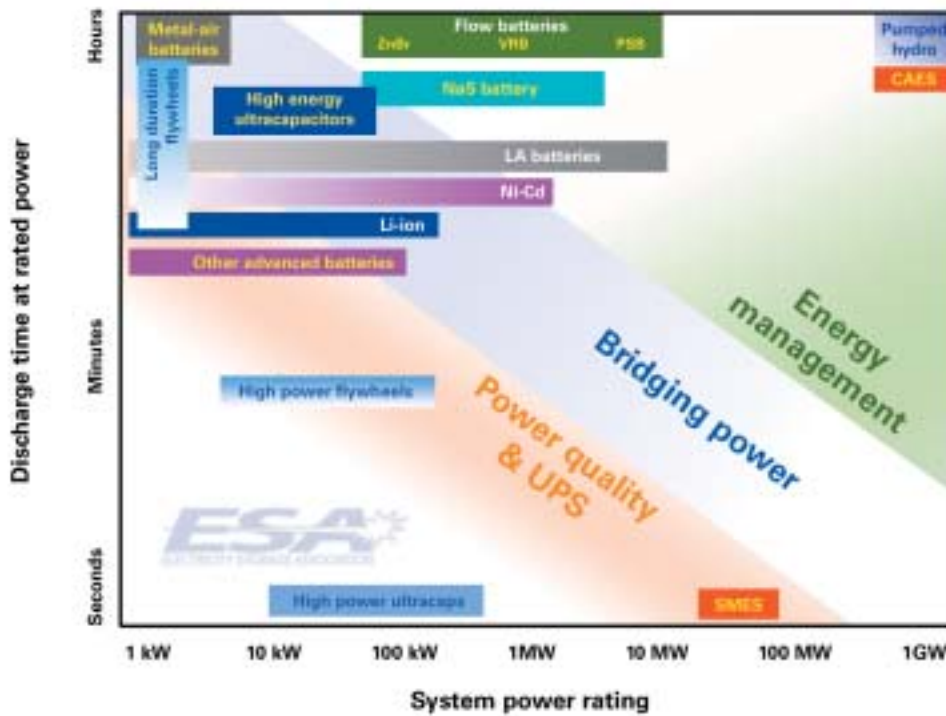 Discharge time at rated power
Hours
Minutes
Seconds
Metal-air
batteries
Flow batteries
ZnBr VRB PSB
Pumped
hydro
CAES
Long duration
flywheels
High energy
ultracapacitors
NaS battery
LA batteries
Ni-Cd
Li-ion
Other advanced batteries
High power flywheels
Energy
management
Bridging power
Power quality
& UPS
ESA
ELECTRICITY STORAGE ASSOCIATION
High power ultracaps
SMES
1 kW 10 kW 100 kW 1MW 10 MW 100 MW 1GW
System power rating